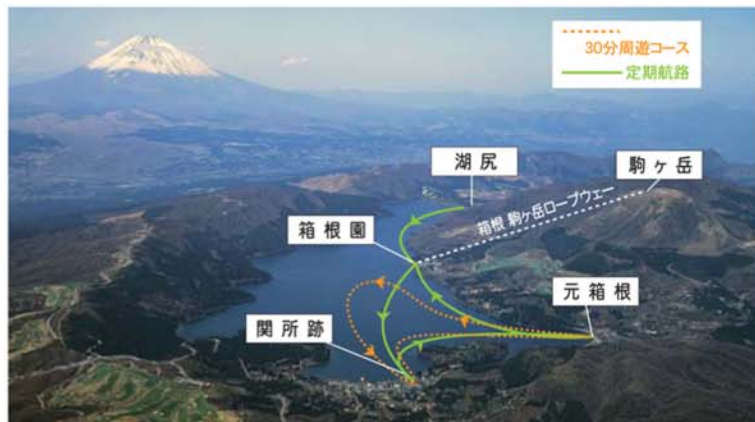 30分周遊コース
定期航路
湖尻
駒ヶ岳
箱根 駒ヶ岳ロープウェー
箱根園
元箱根
関所跡